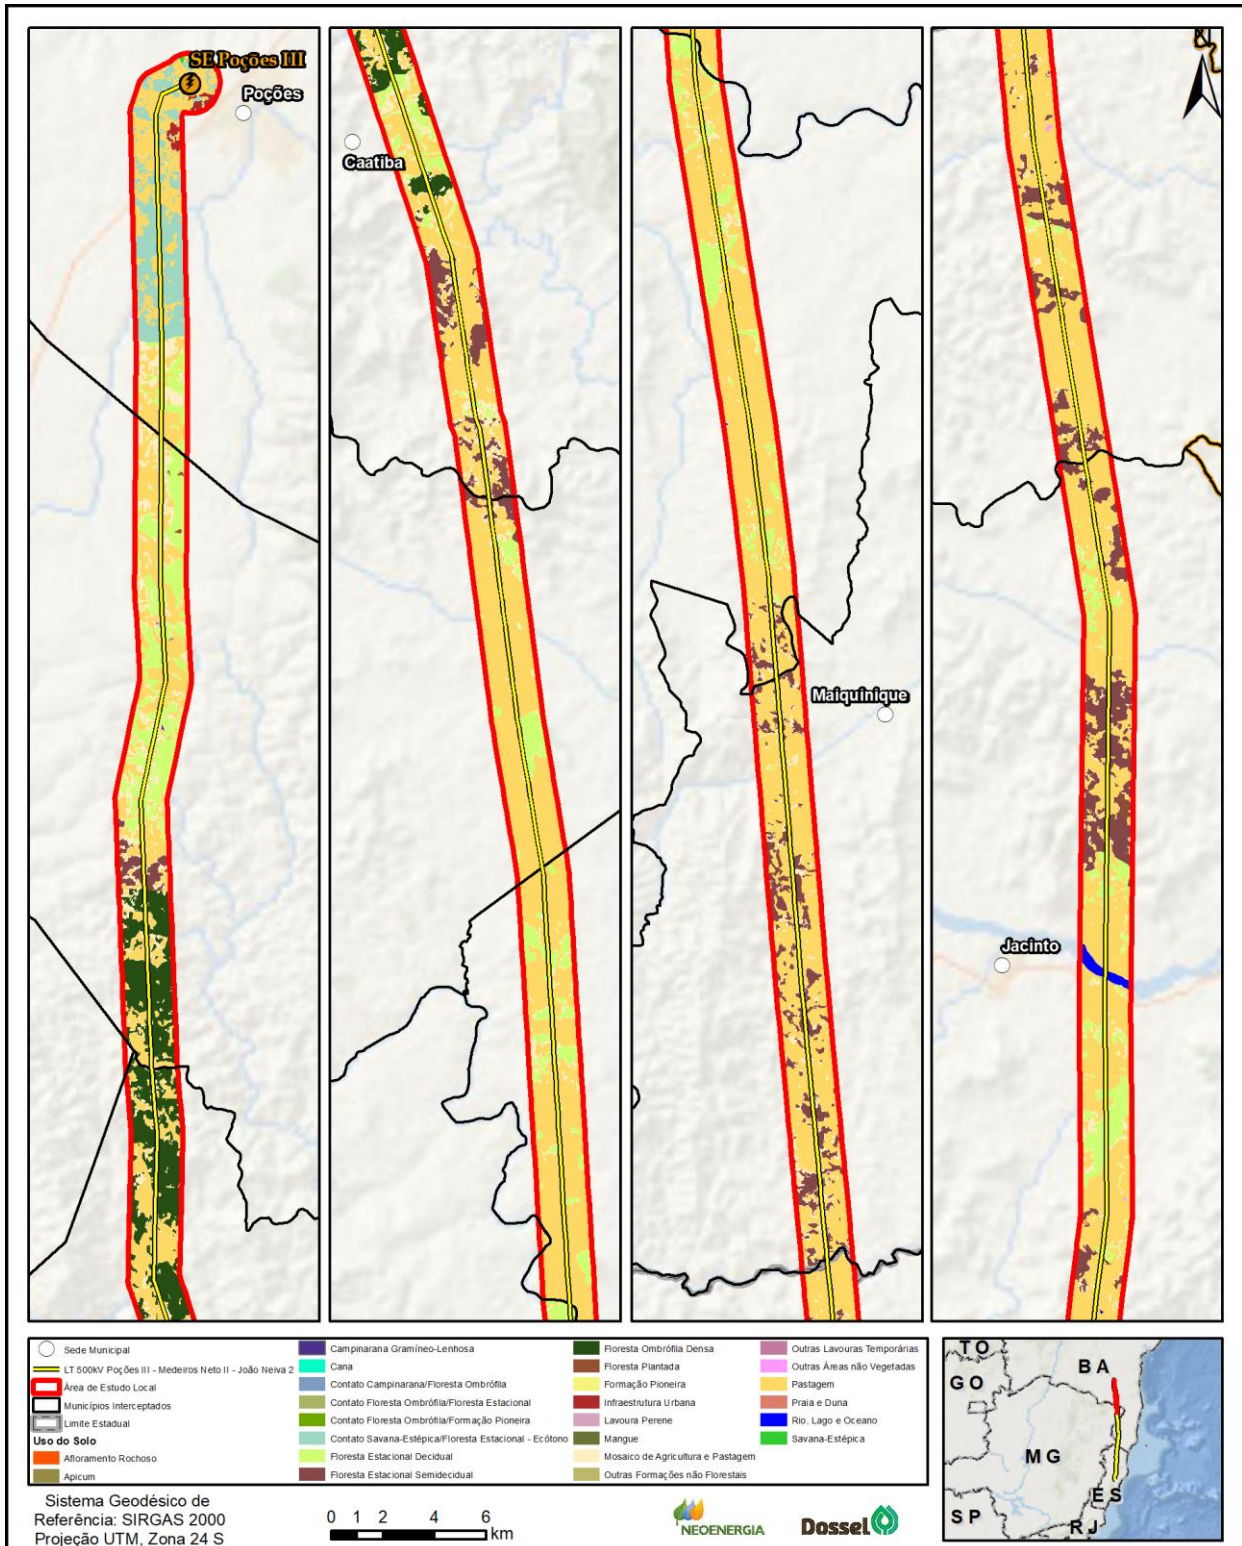 SE Poções III
Poções
Caatiba
Maiquinique
Jacinto
Sede Municipal
LT 500kV Poções III - Medeiros Neto II - João Neiva 2
Área de Estudo Local
Municípios Interceptados
Limite Estadual
Uso do Solo
Afloramento Rochoso
Apicum
Campinarana Gramíneo-Lenhosa
Cana
Contato Campinarana/Floresta Ombrófila
Contato Floresta Ombrófila/Floresta Estacional
Contato Floresta Ombrófila/Formação Pioneira
Contato Savana-Estépica/Floresta Estacional - Ecótono
Floresta Estacional Decidual
Floresta Estacional Semidecidual
Floresta Ombrófila Densa
Floresta Plantada
Formação Pioneira
Infraestrutura Urbana
Lavoura Perene
Mangue
Mosaico de Agricultura e Pastagem
Outras Formações não Florestais
Outras Lavouras Temporárias
Outras Áreas não Vegetadas
Pastagem
Praia e Duna
Rio, Lago e Oceano
Savana-Estépica
TO
BA
GO
MG
ES
SP
RJ
Sistema Geodésico de
Referência: SIRGAS 2000
Projeção UTM, Zona 24 S
0 1 2 4 6
km
NEOENERGIA
Dossel